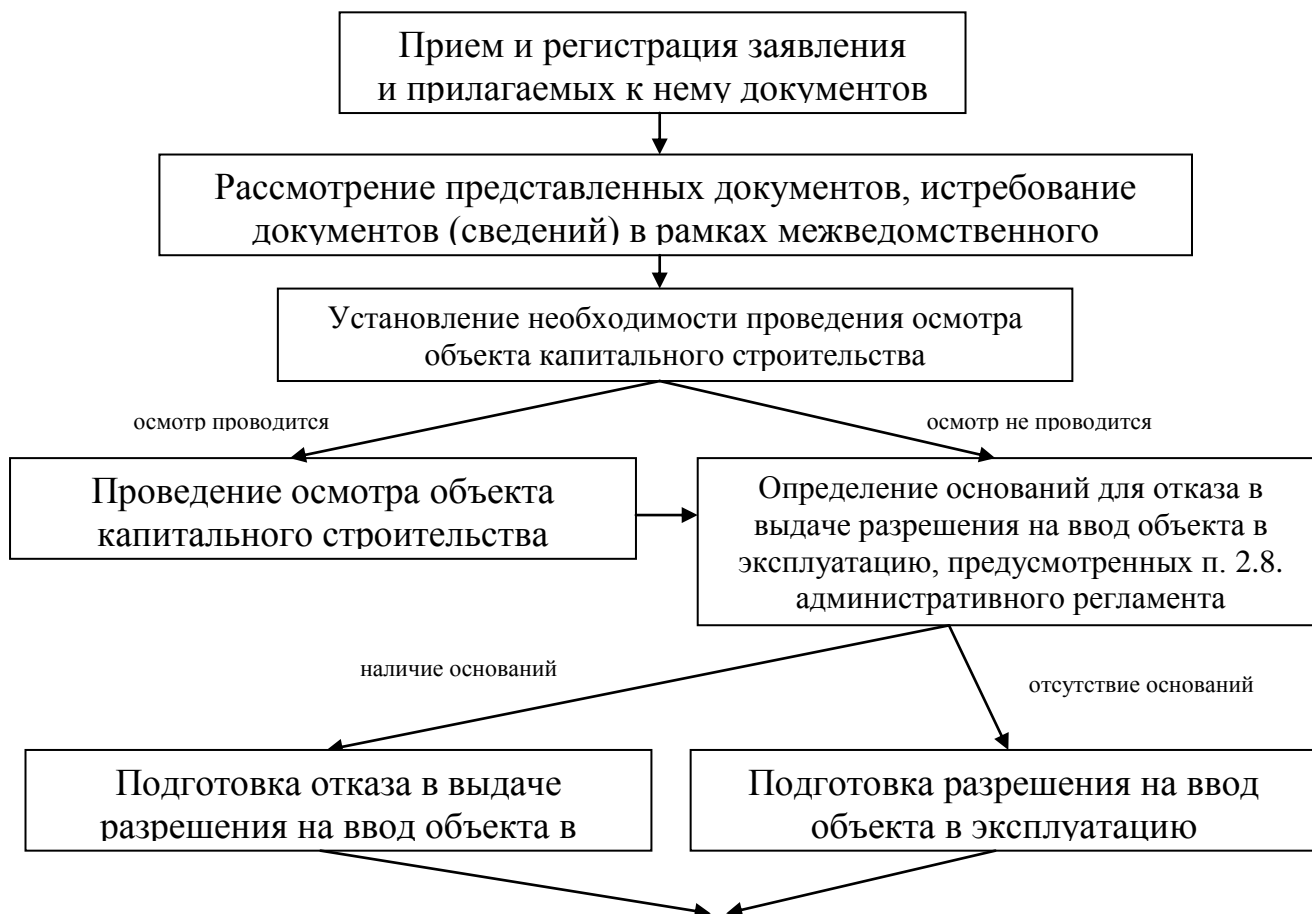 Прием и регистрация заявления
и прилагаемых к нему документов
Рассмотрение представленных документов, истребование
документов (сведений) в рамках межведомственного
Установление необходимости проведения осмотра
объекта капитального строительства
осмотр проводится
осмотр не проводится
Проведение осмотра объекта
капитального строительства
Определение оснований для отказа в
выдаче разрешения на ввод объекта в
эксплуатацию, предусмотренных п. 2.8.
административного регламента
наличие оснований
отсутствие оснований
Подготовка отказа в выдаче
разрешения на ввод объекта в
Подготовка разрешения на ввод
объекта в эксплуатацию